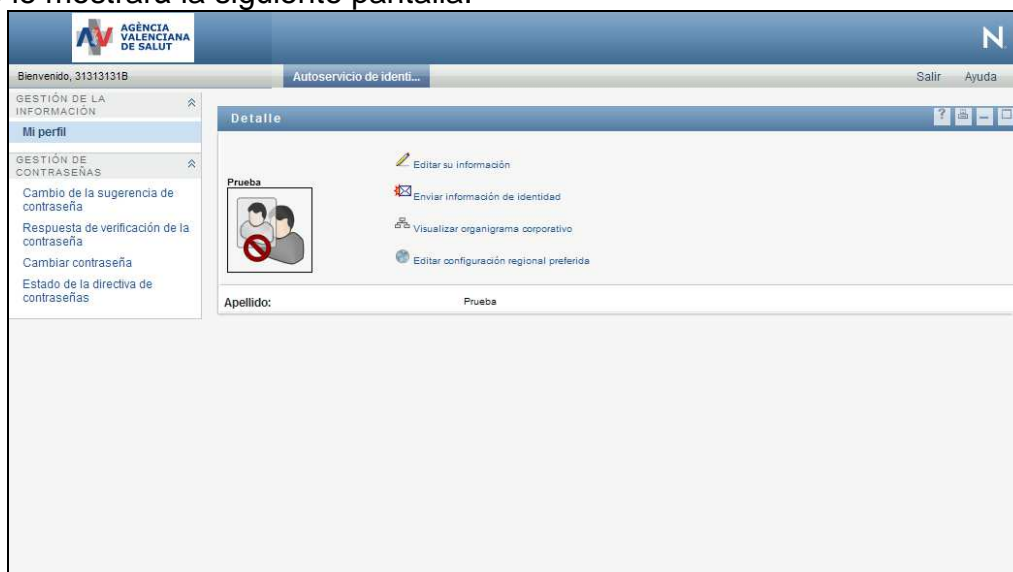 le mostrará la siguiente pantalla:
AGÈNCIA
VALENCIANA
DE SALUT
N
Bienvenido, 31313131B
Autoservicio de identi...
Salir
Ayuda
GESTIÓN DE LA
INFORMACIÓN
Mi perfil
GESTIÓN DE
CONTRASEÑAS
Cambio de la sugerencia de
contraseña
Respuesta de verificación de la
contraseña
Cambiar contraseña
Estado de la directiva de
contraseñas
Detalle
?
Prueba
Editar su información
Enviar información de identidad
Visualizar organigrama corporativo
Editar configuración regional preferida
Apellido:
Prueba